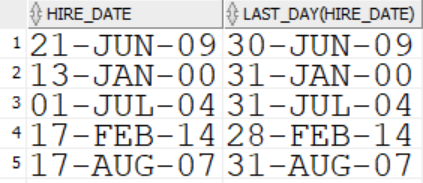 HIRE_DATE LAST_DAY(HIRE_DATE)
1 21-JUN-09 30-JUN-09
2 13-JAN-00 31-JAN-00
3 01-JUL-04 31-JUL-04
4 17-FEB-14 28-FEB-14
5 17-AUG-07 31-AUG-07